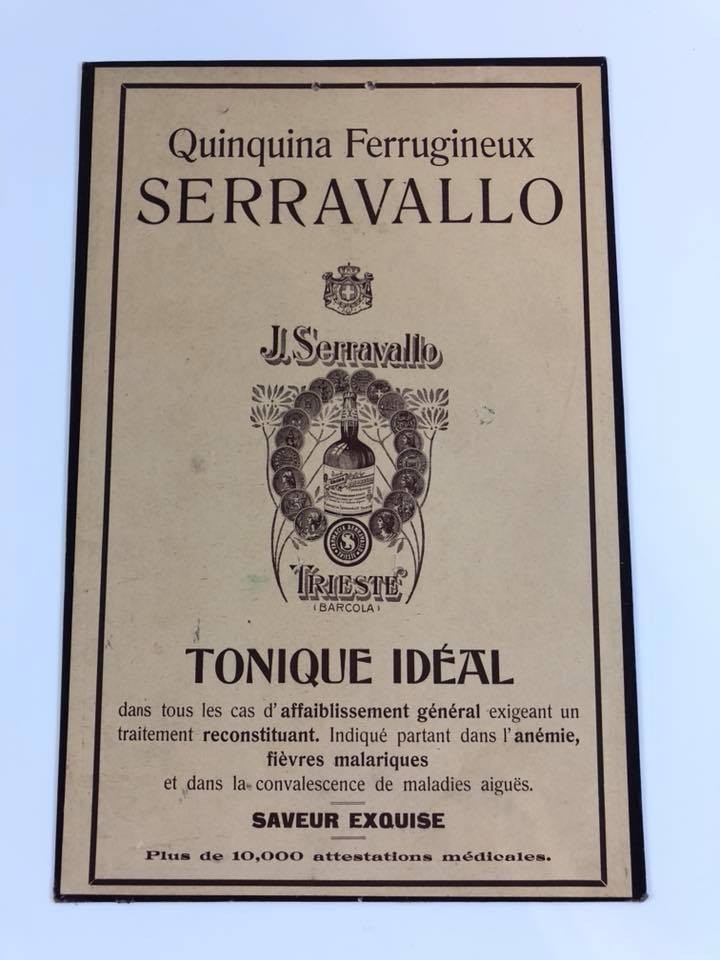 Quinquina Ferrugineux
SERRAVALLO
J. Serravallo
TRIESTE
(BARCOLA)
TONIQUE IDÉAL
dans tous les cas d'affaiblissement général exigeant un
traitement reconstituant. Indiqué partant dans l'anémie,
fièvres malariques
et dans la convalescence de maladies aiguës.
SAVEUR EXQUISE
Plus de 10,000 attestations médicales.